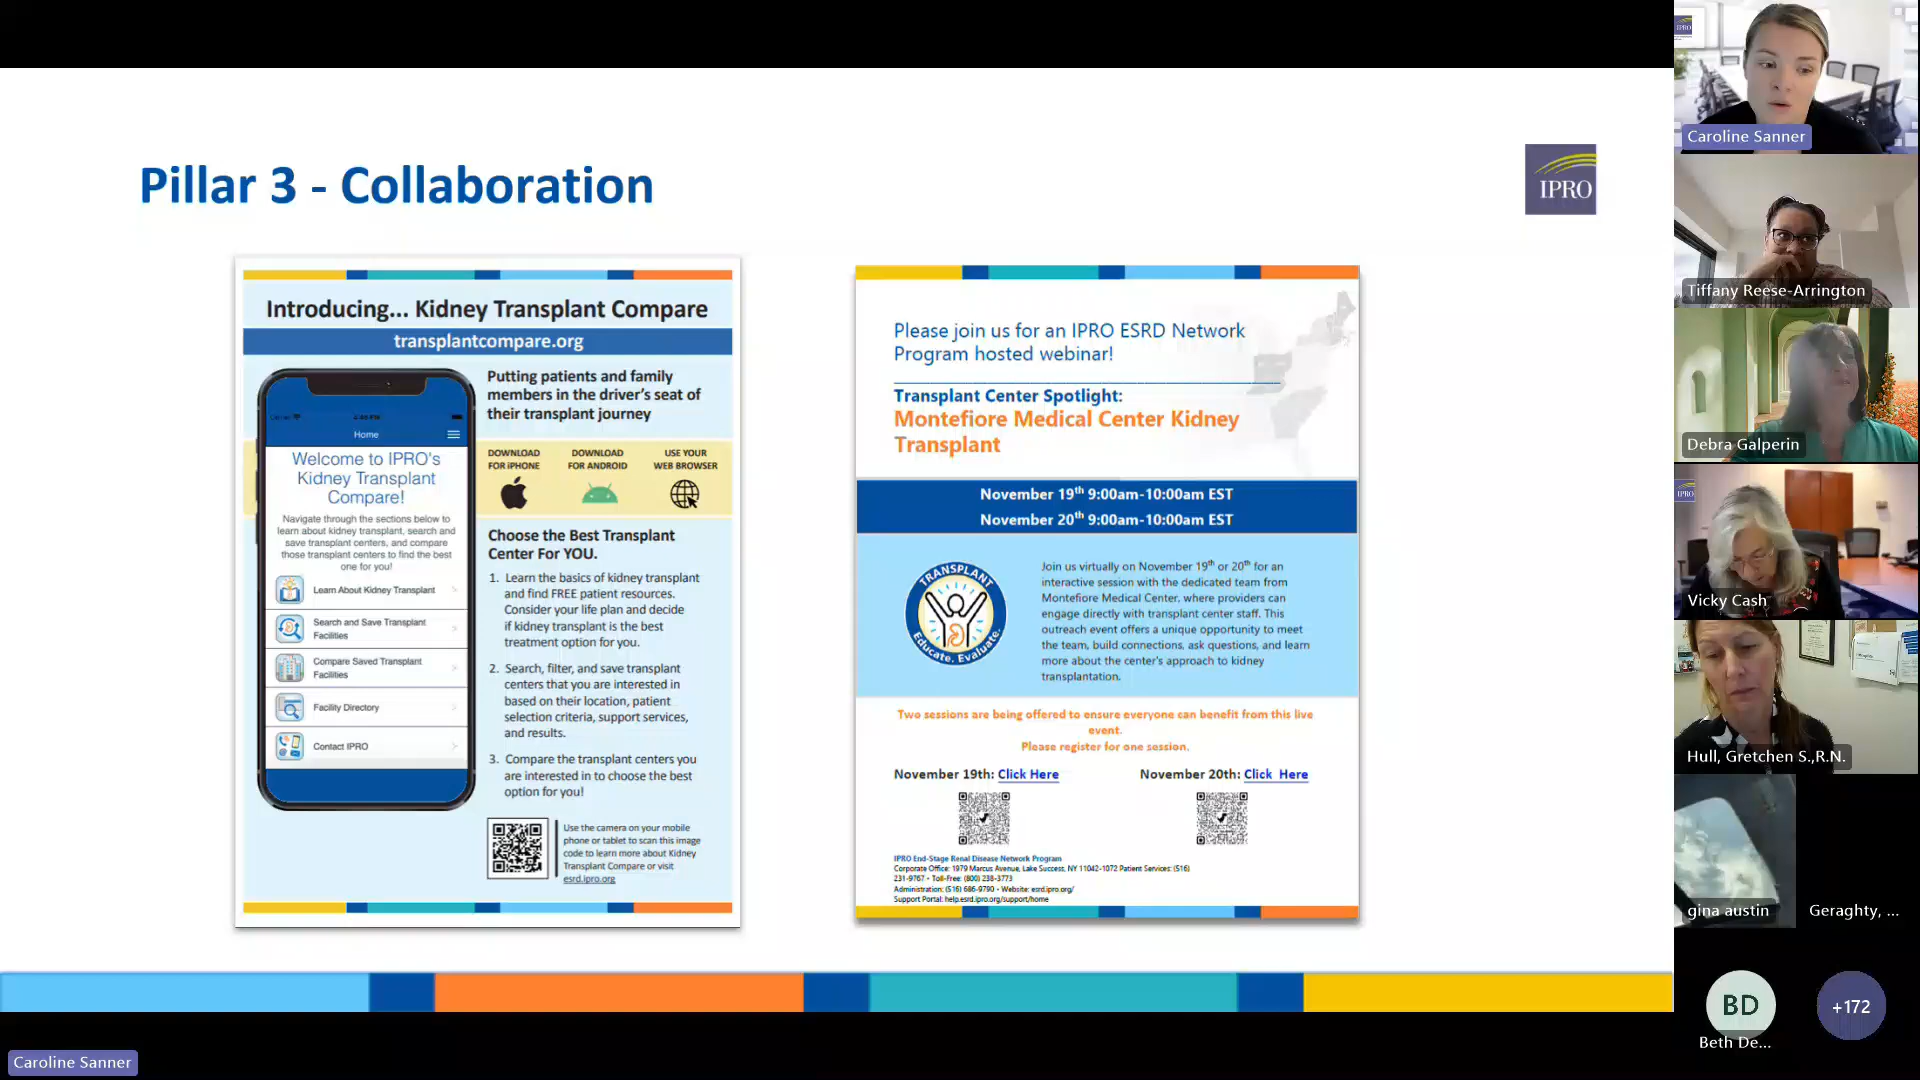 Pillar 3 - Collaboration
IPRO
Introducing... Kidney Transplant Compare
transplantcompare.org
Home
Welcome to IPRO's
Kidney Transplant
Compare!
Navigate through the sections below to
learn about kidney transplant, search and
save transplant centers, and compare
those transplant centers to find the best
one for you!
Learn About Kidney Transplant
Search and Save Transplant
Facilities
Compare Saved Transplant
Facilities
Facility Directory
Contact IPRO
Putting patients and family
members in the driver's seat of
their transplant journey
DOWNLOAD
FOR iPHONE
DOWNLOAD
FOR ANDROID
USE YOUR
WEB BROWSER
Choose the Best Transplant
Center For YOU.
1. Learn the basics of kidney transplant
and find FREE patient resources.
Consider your life plan and decide
if kidney transplant is the best
treatment option for you.
2. Search, filter, and save transplant
centers that you are interested in
based on their location, patient
selection criteria, support services,
and results.
3. Compare the transplant centers you
are interested in to choose the best
option for you!
Use the camera on your mobile
phone or tablet to scan this image
code to learn more about Kidney
Transplant Compare or visit
esrd.ipro.org
Please join us for an IPRO ESRD Network
Program hosted webinar!
Transplant Center Spotlight:
Montefiore Medical Center Kidney
Transplant
November 19th 9:00am-10:00am EST
November 20th 9:00am-10:00am EST
TRANSPLANT
Educate. Evaluate.
Join us virtually on November 19th or 20th for an
interactive session with the dedicated team from
Montefiore Medical Center, where providers can
engage directly with transplant center staff. This
outreach event offers a unique opportunity to meet
the team, build connections, ask questions, and learn
more about the center's approach to kidney
transplantation.
Two sessions are being offered to ensure everyone can benefit from this live
event.
Please register for one session.
November 19th: Click Here
November 20th: Click Here
IPRO End-Stage Renal Disease Network Program
Corporate Office: 1979 Marcus Avenue, Lake Success, NY 11042-1072 Patient Services: (516)
231-9767 • Toll-Free: (800) 238-3773
Administration: (516) 686-9790 • Website: esrd.ipro.org/
Support Portal: help.esrd.ipro.org/support/home
Caroline Sanner
Tiffany Reese-Arrington
Debra Galperin
IPRO
Vicky Cash
Hull, Gretchen S.,R.N.
gina austin
Geraghty, ...
BD
Beth De...
+172
Caroline Sanner